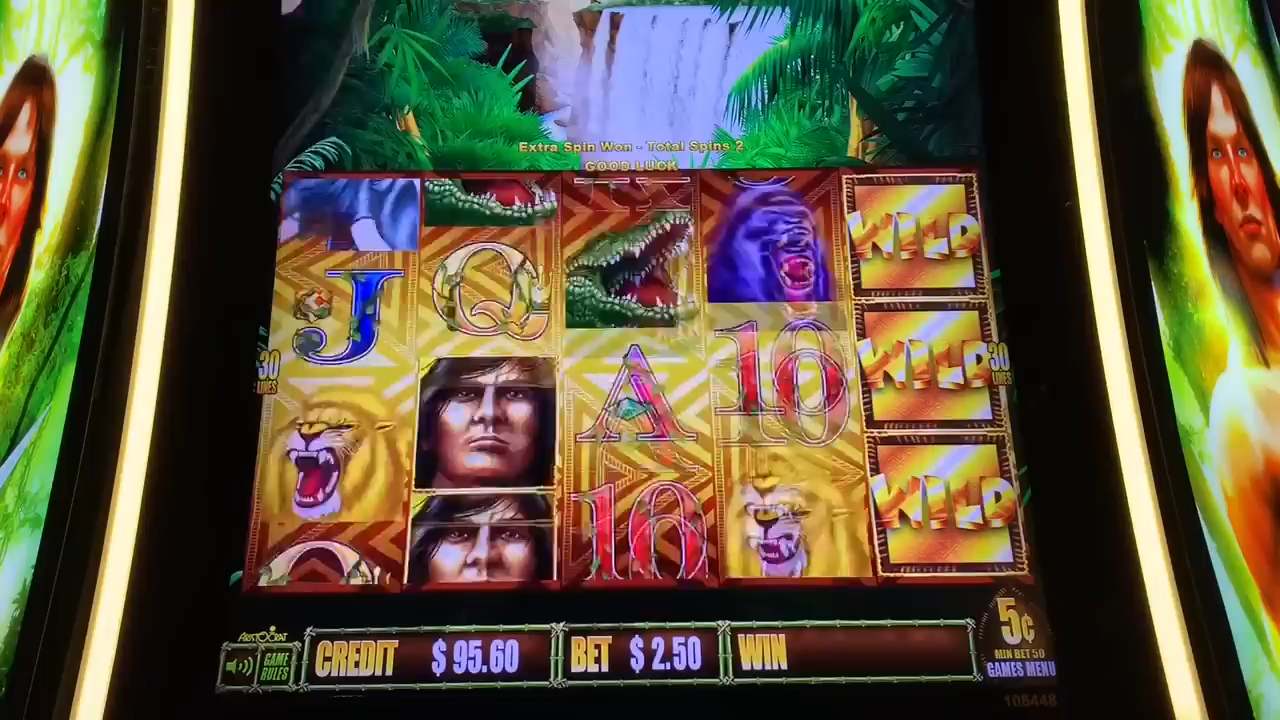 Extra Spin Won - Total Spins 2
GOOD LUCK
WILD
J
Q
30 LINES
10
WILD
30 LINES
A
10
WILD
Q
ARISTOCRAT
GAME RULES
CREDIT $95.60
BET $2.50
WIN
5¢
MIN BET 50
GAMES MENU
108448